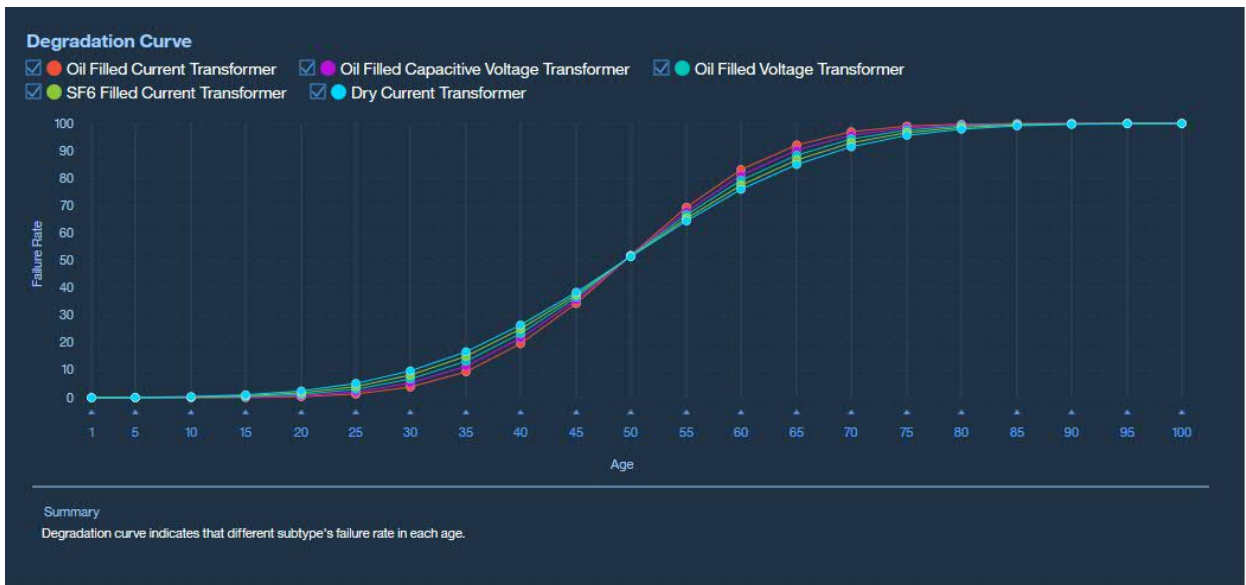 Degradation Curve
Oil Filled Current Transformer Oil Filled Capacitive Voltage Transformer Oil Filled Voltage Transformer
SF6 Filled Current Transformer Dry Current Transformer
100
90
80
70
60
50
40
30
20
10
0
Failure Rate
1 5 10 15 20 25 30 35 40 45 50 55 60 65 70 75 80 85 90 95 100
Age
Summary
Degradation curve indicates that different subtype's failure rate in each age.